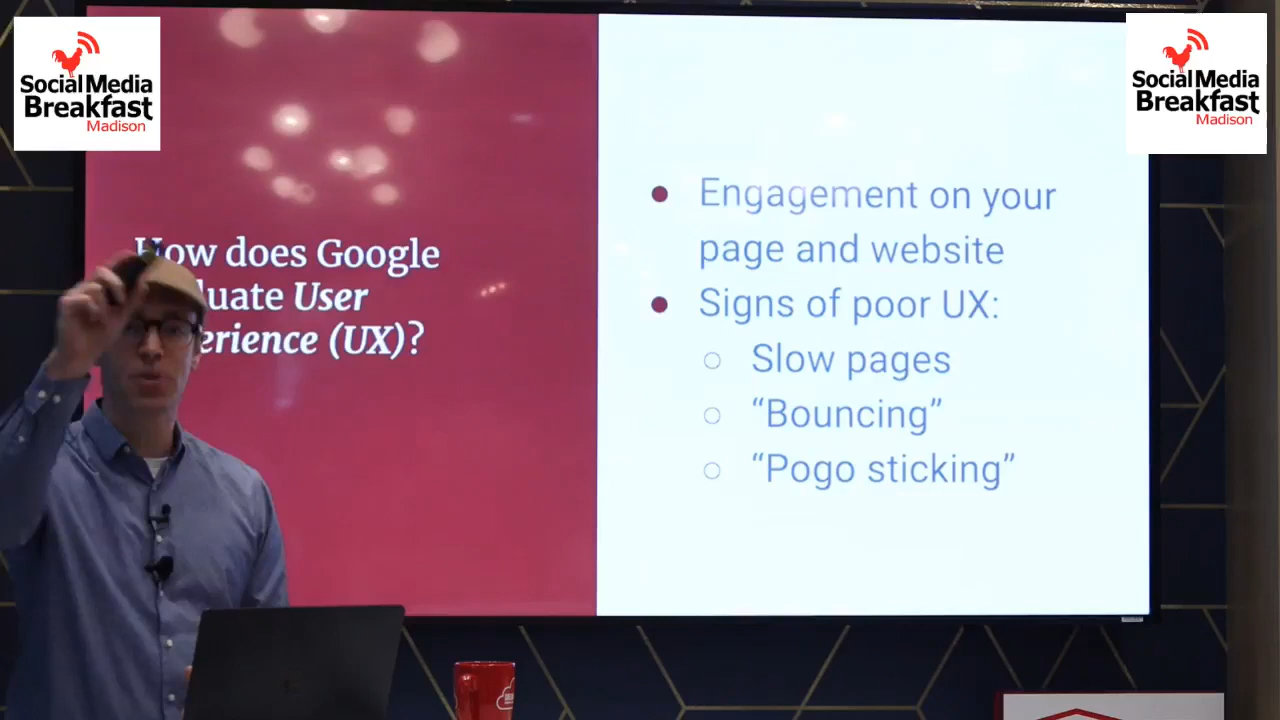 Social Media
Breakfast
Madison
Social Media
Breakfast
Madison
How does Google
luate User
erience (UX)?
Engagement on your
page and website
Signs of poor UX:
Slow pages
“Bouncing”
“Pogo sticking”